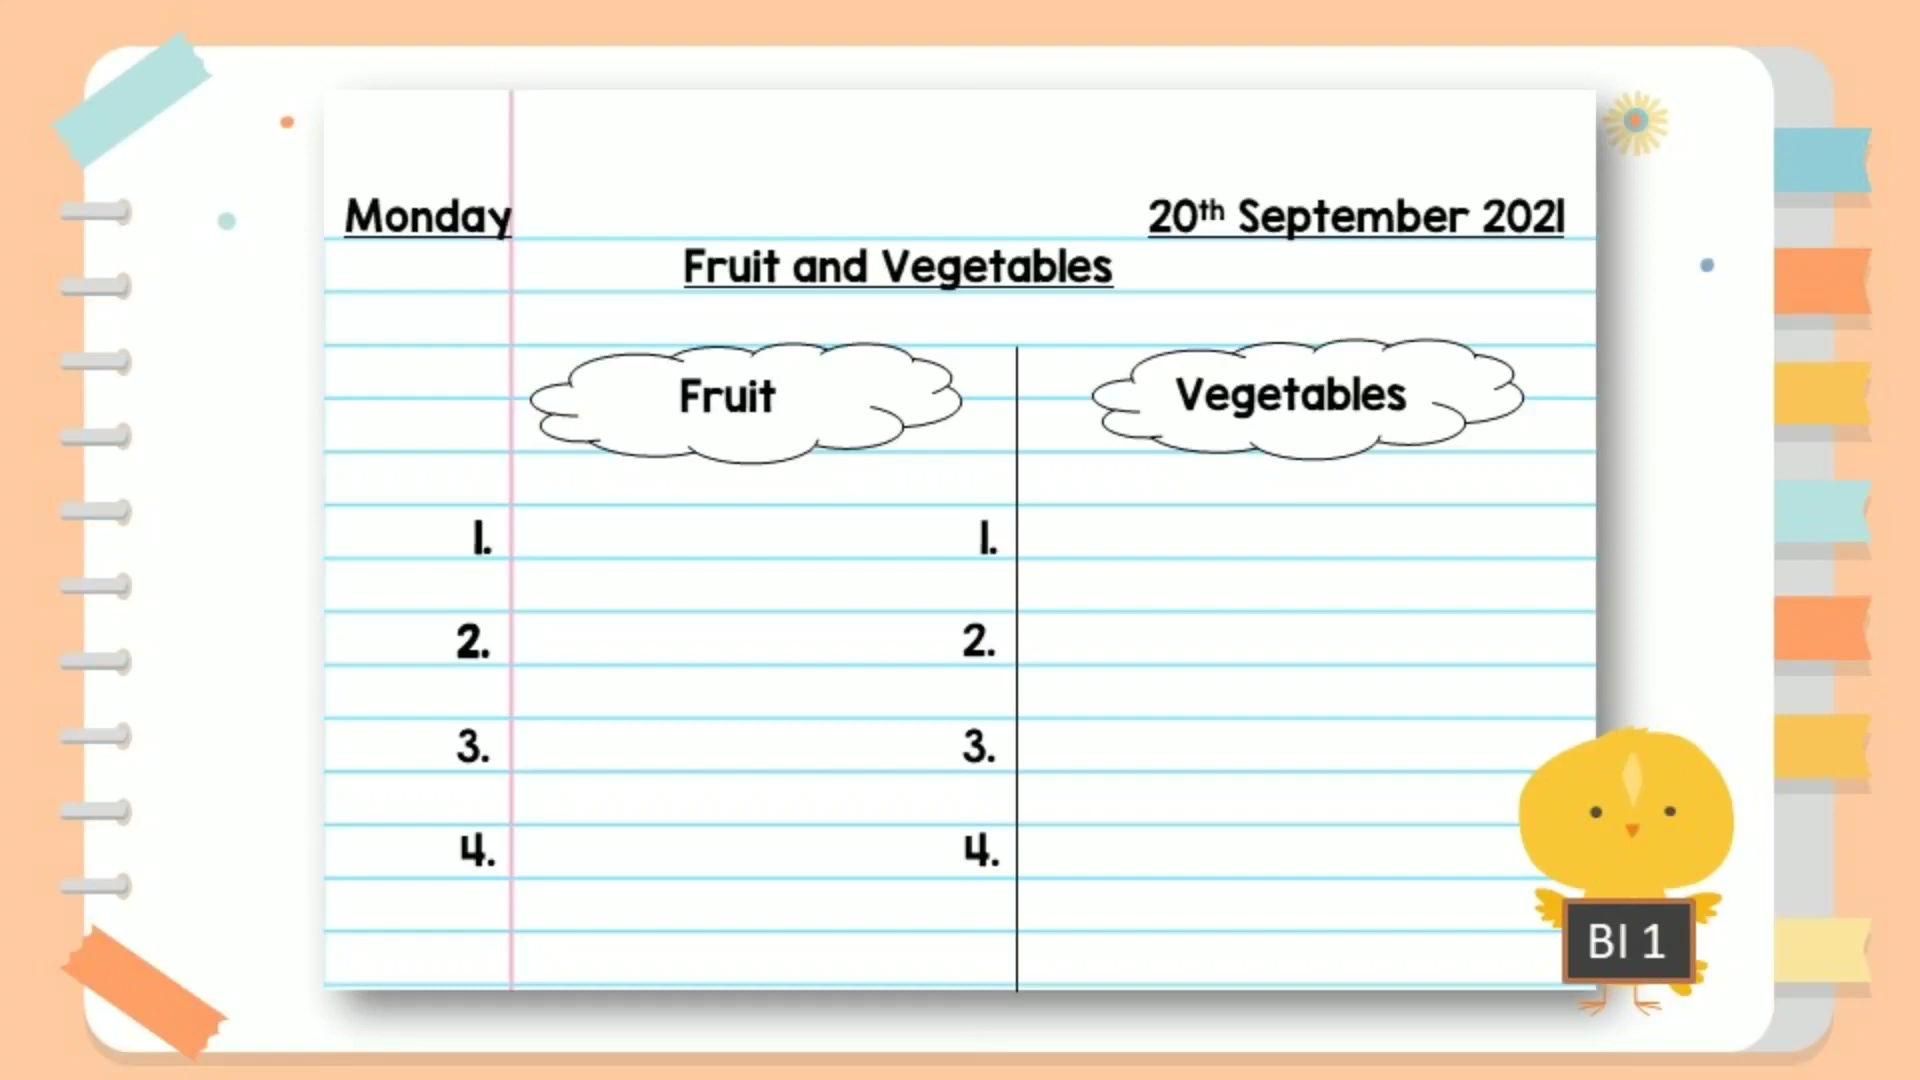 Monday 20th September 2021
Fruit and Vegetables
Fruit Vegetables
1. 1.
2. 2.
3. 3.
4. 4.
BI 1